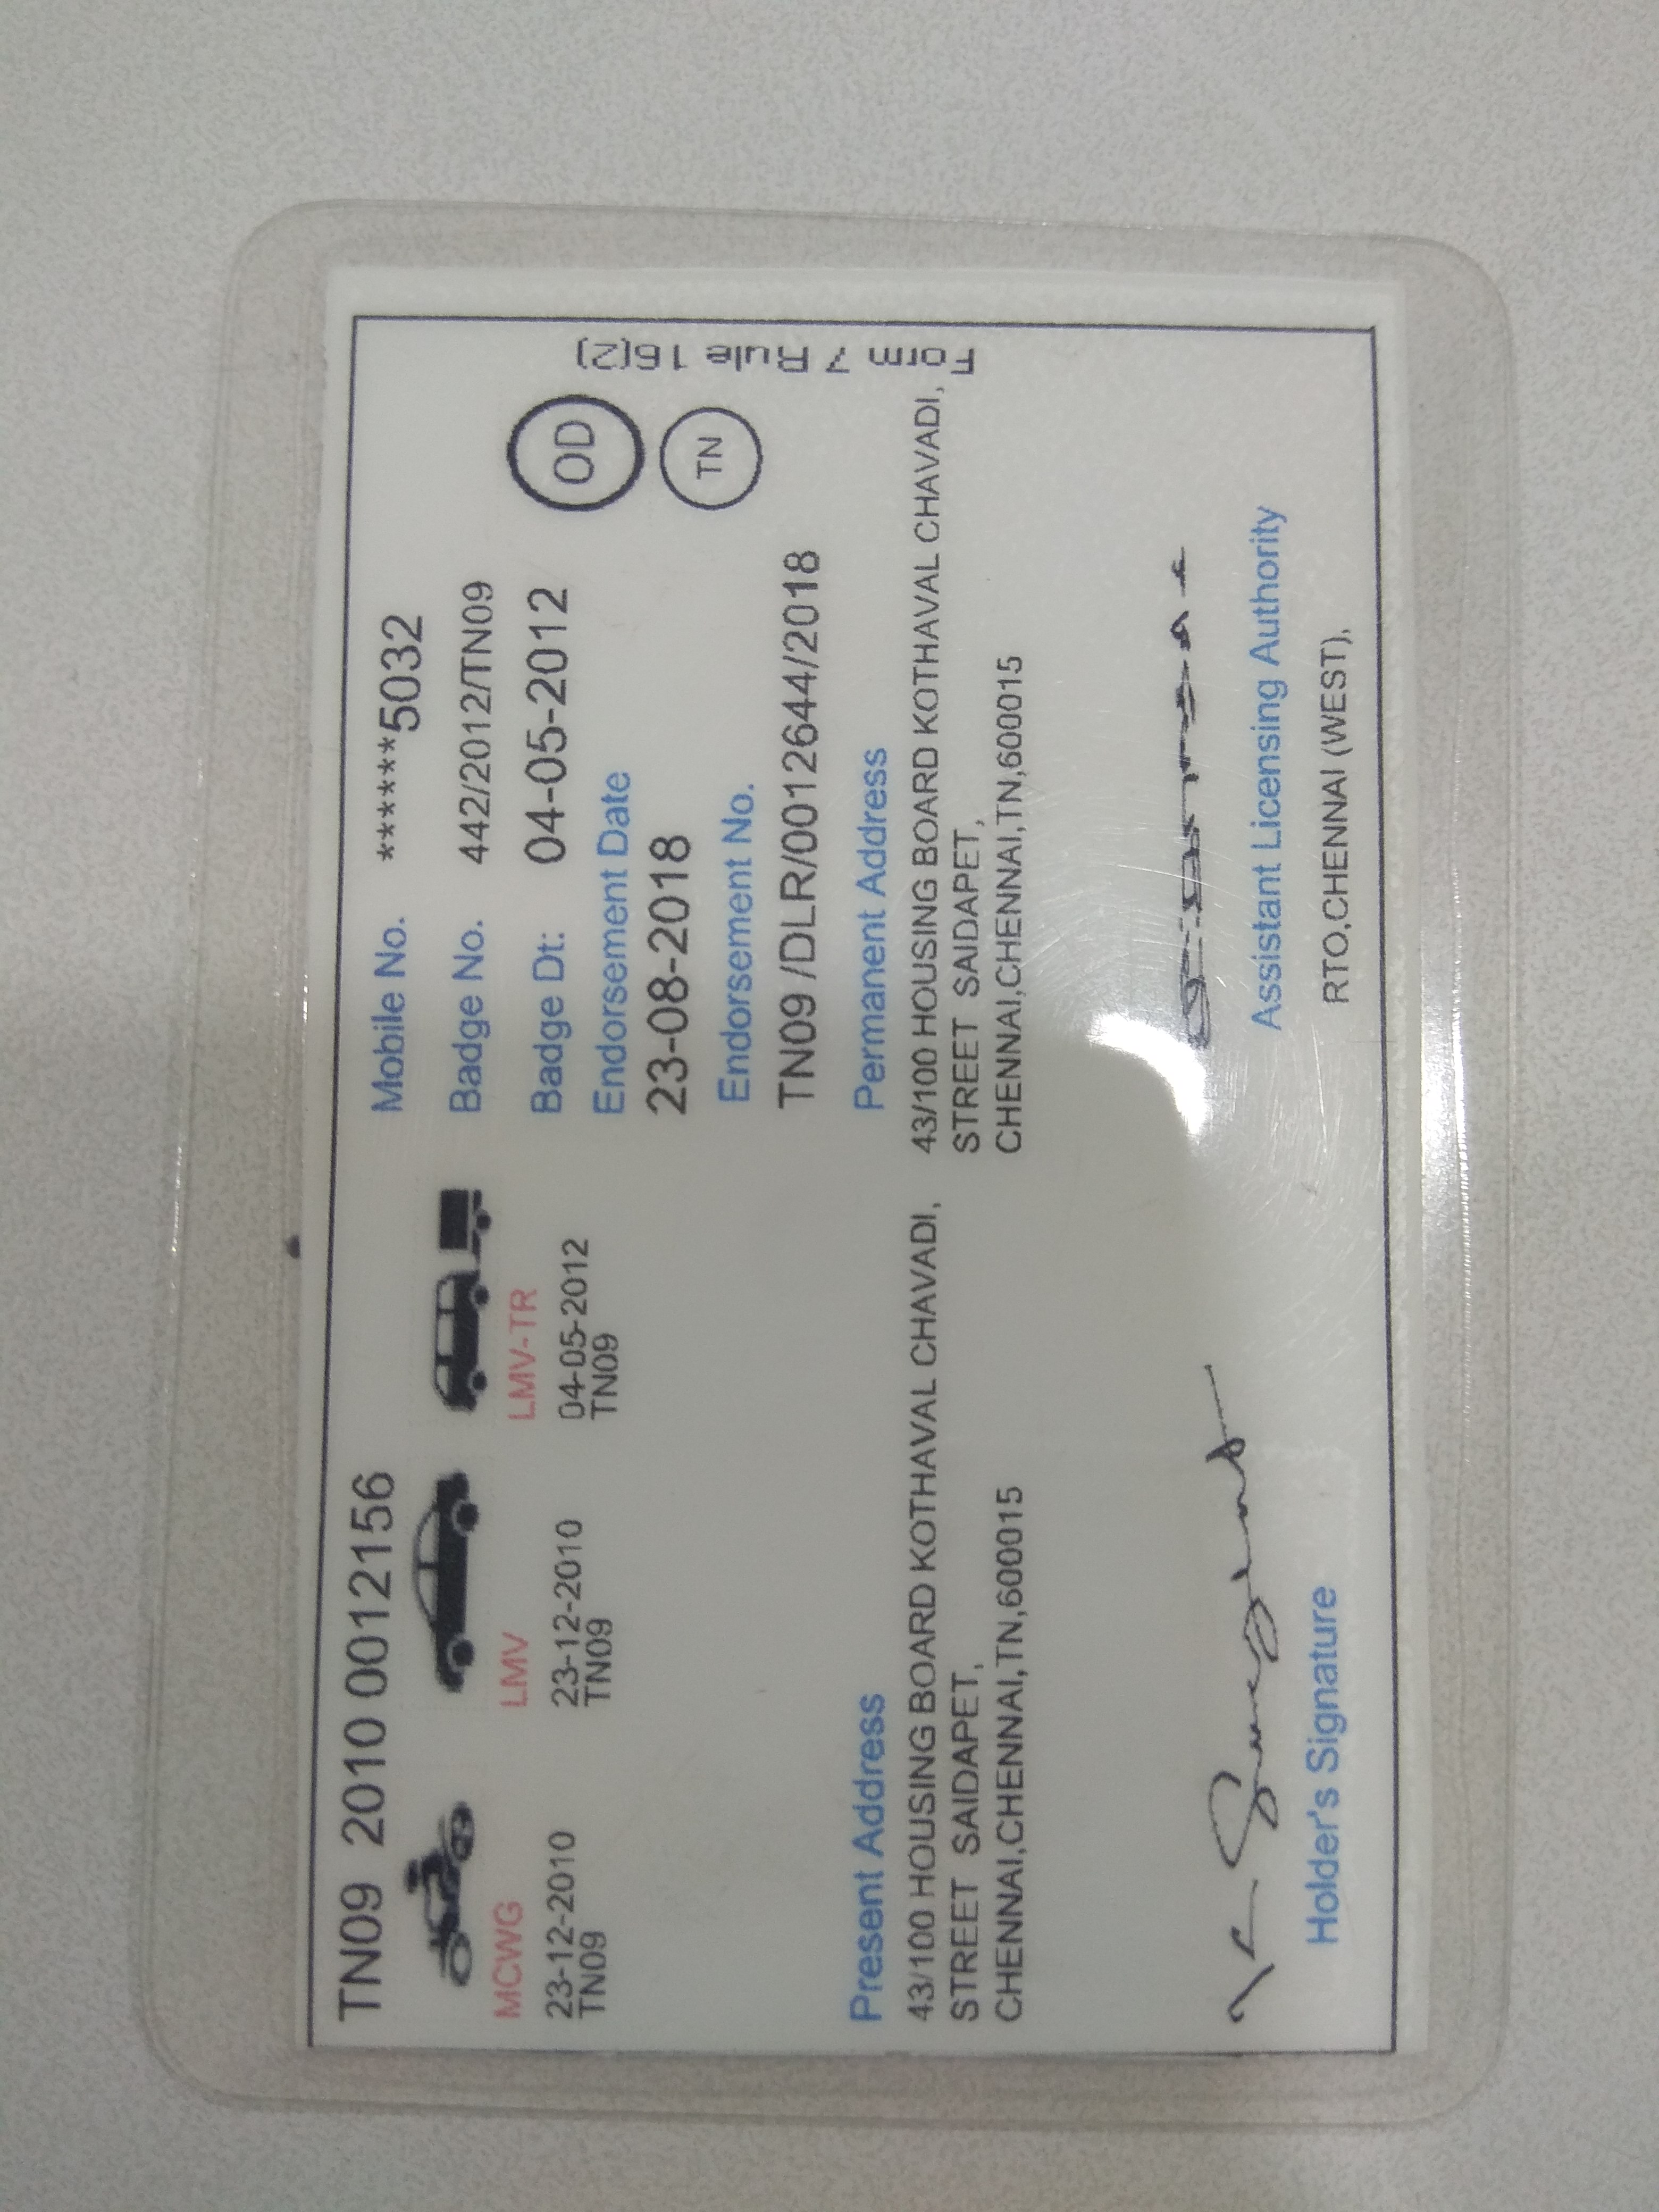 TN09 2010 0012156
MCWG
23-12-2010
TN09
LMV
23-12-2010
TN09
LMV-TR
04-05-2012
TN09
Mobile No. ******5032
Badge No. 442/2012/TN09
Badge Dt: 04-05-2012
Endorsement Date
23-08-2018
Endorsement No.
TN09 /DLR/0012644/2018
OD
TN
Form 7 Rule 16(2)
Present Address
43/100 HOUSING BOARD KOTHAVAL CHAVADI,
STREET SAIDAPET,
CHENNAI,CHENNAI,TN,600015
Permanent Address
43/100 HOUSING BOARD KOTHAVAL CHAVADI,
STREET SAIDAPET,
CHENNAI,CHENNAI,TN,600015
Holder's Signature
Assistant Licensing Authority
RTO,CHENNAI (WEST),